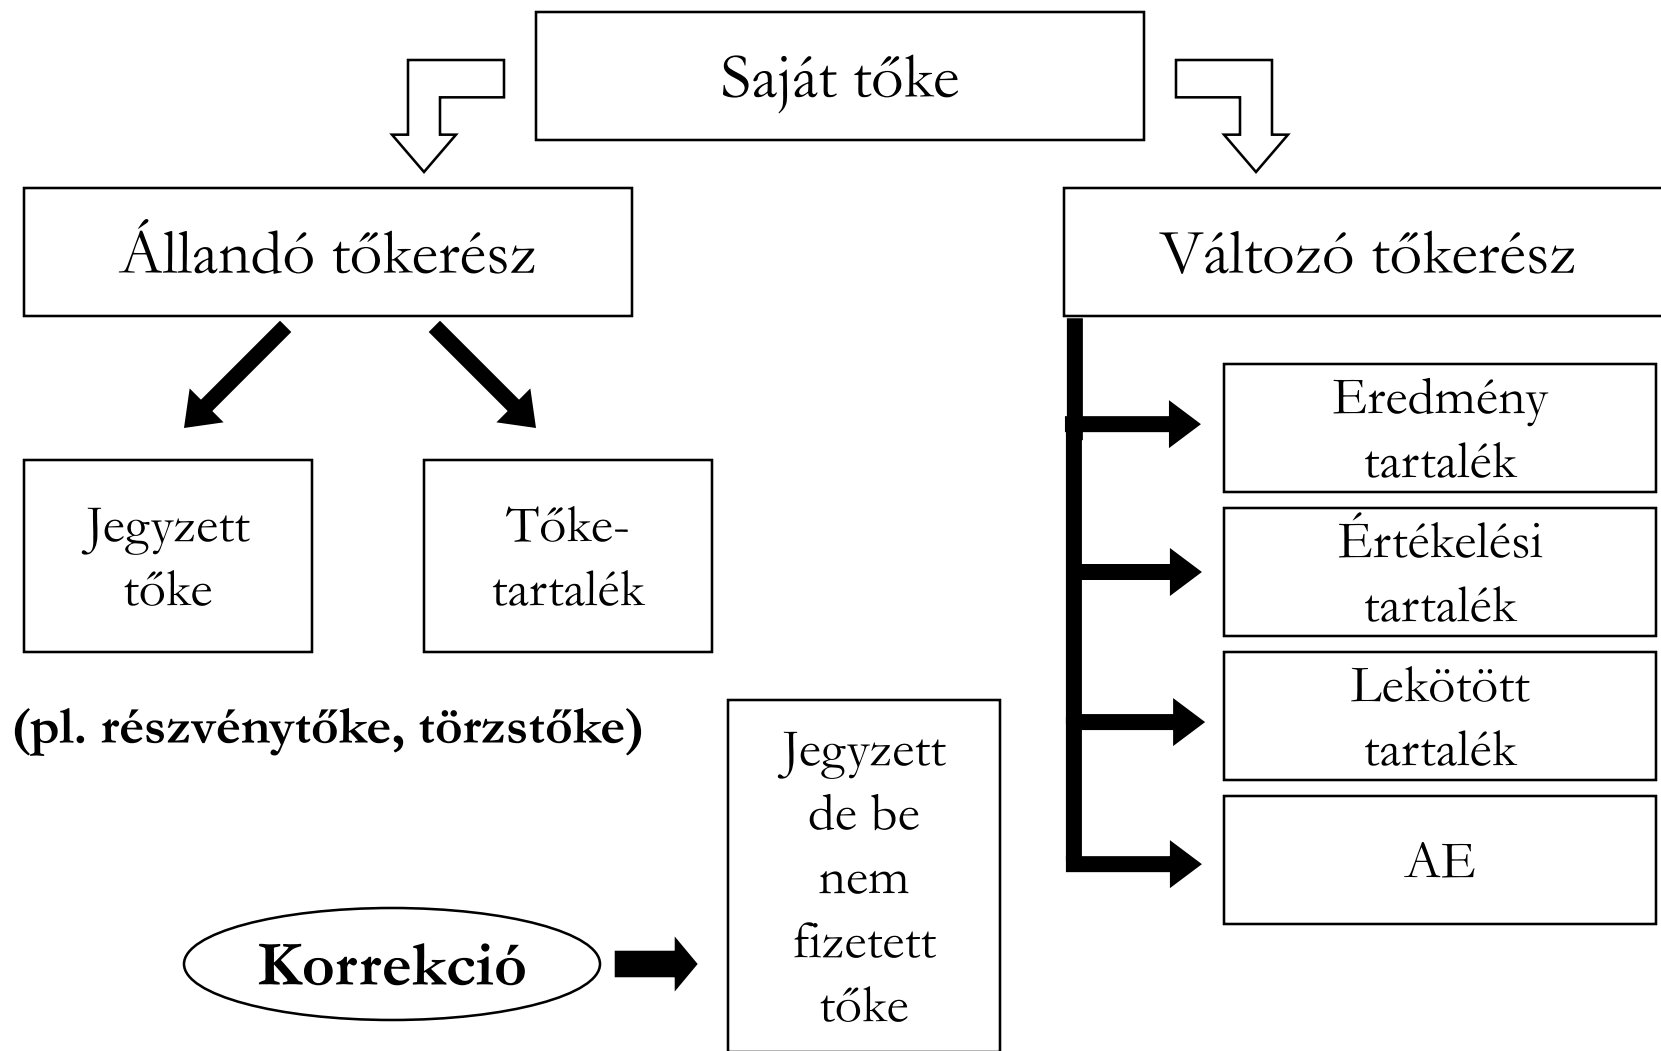 Saját tőke
Állandó tőkerész
Változó tőkerész
Jegyzett
tőke
Tőke-
tartalék
(pl. részvénytőke, törzstőke)
Eredmény
tartalék
Értékelési
tartalék
Lekötött
tartalék
AE
Korrekció
Jegyzett
de be
nem
fizetett
tőke